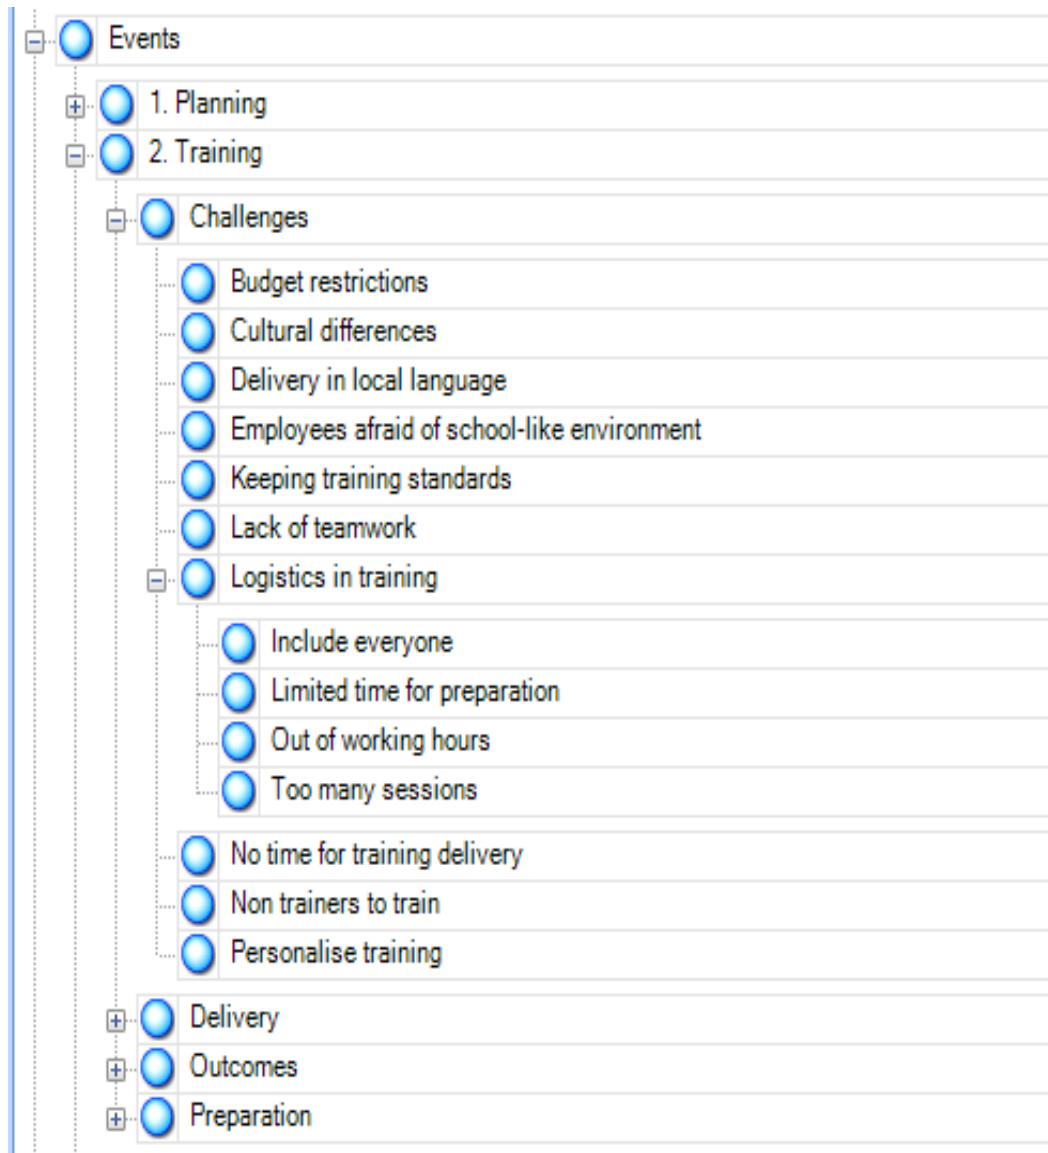 Events
1. Planning
2. Training
Challenges
Budget restrictions
Cultural differences
Delivery in local language
Employees afraid of school-like environment
Keeping training standards
Lack of teamwork
Logistics in training
Include everyone
Limited time for preparation
Out of working hours
Too many sessions
No time for training delivery
Non trainers to train
Personalise training
Delivery
Outcomes
Preparation